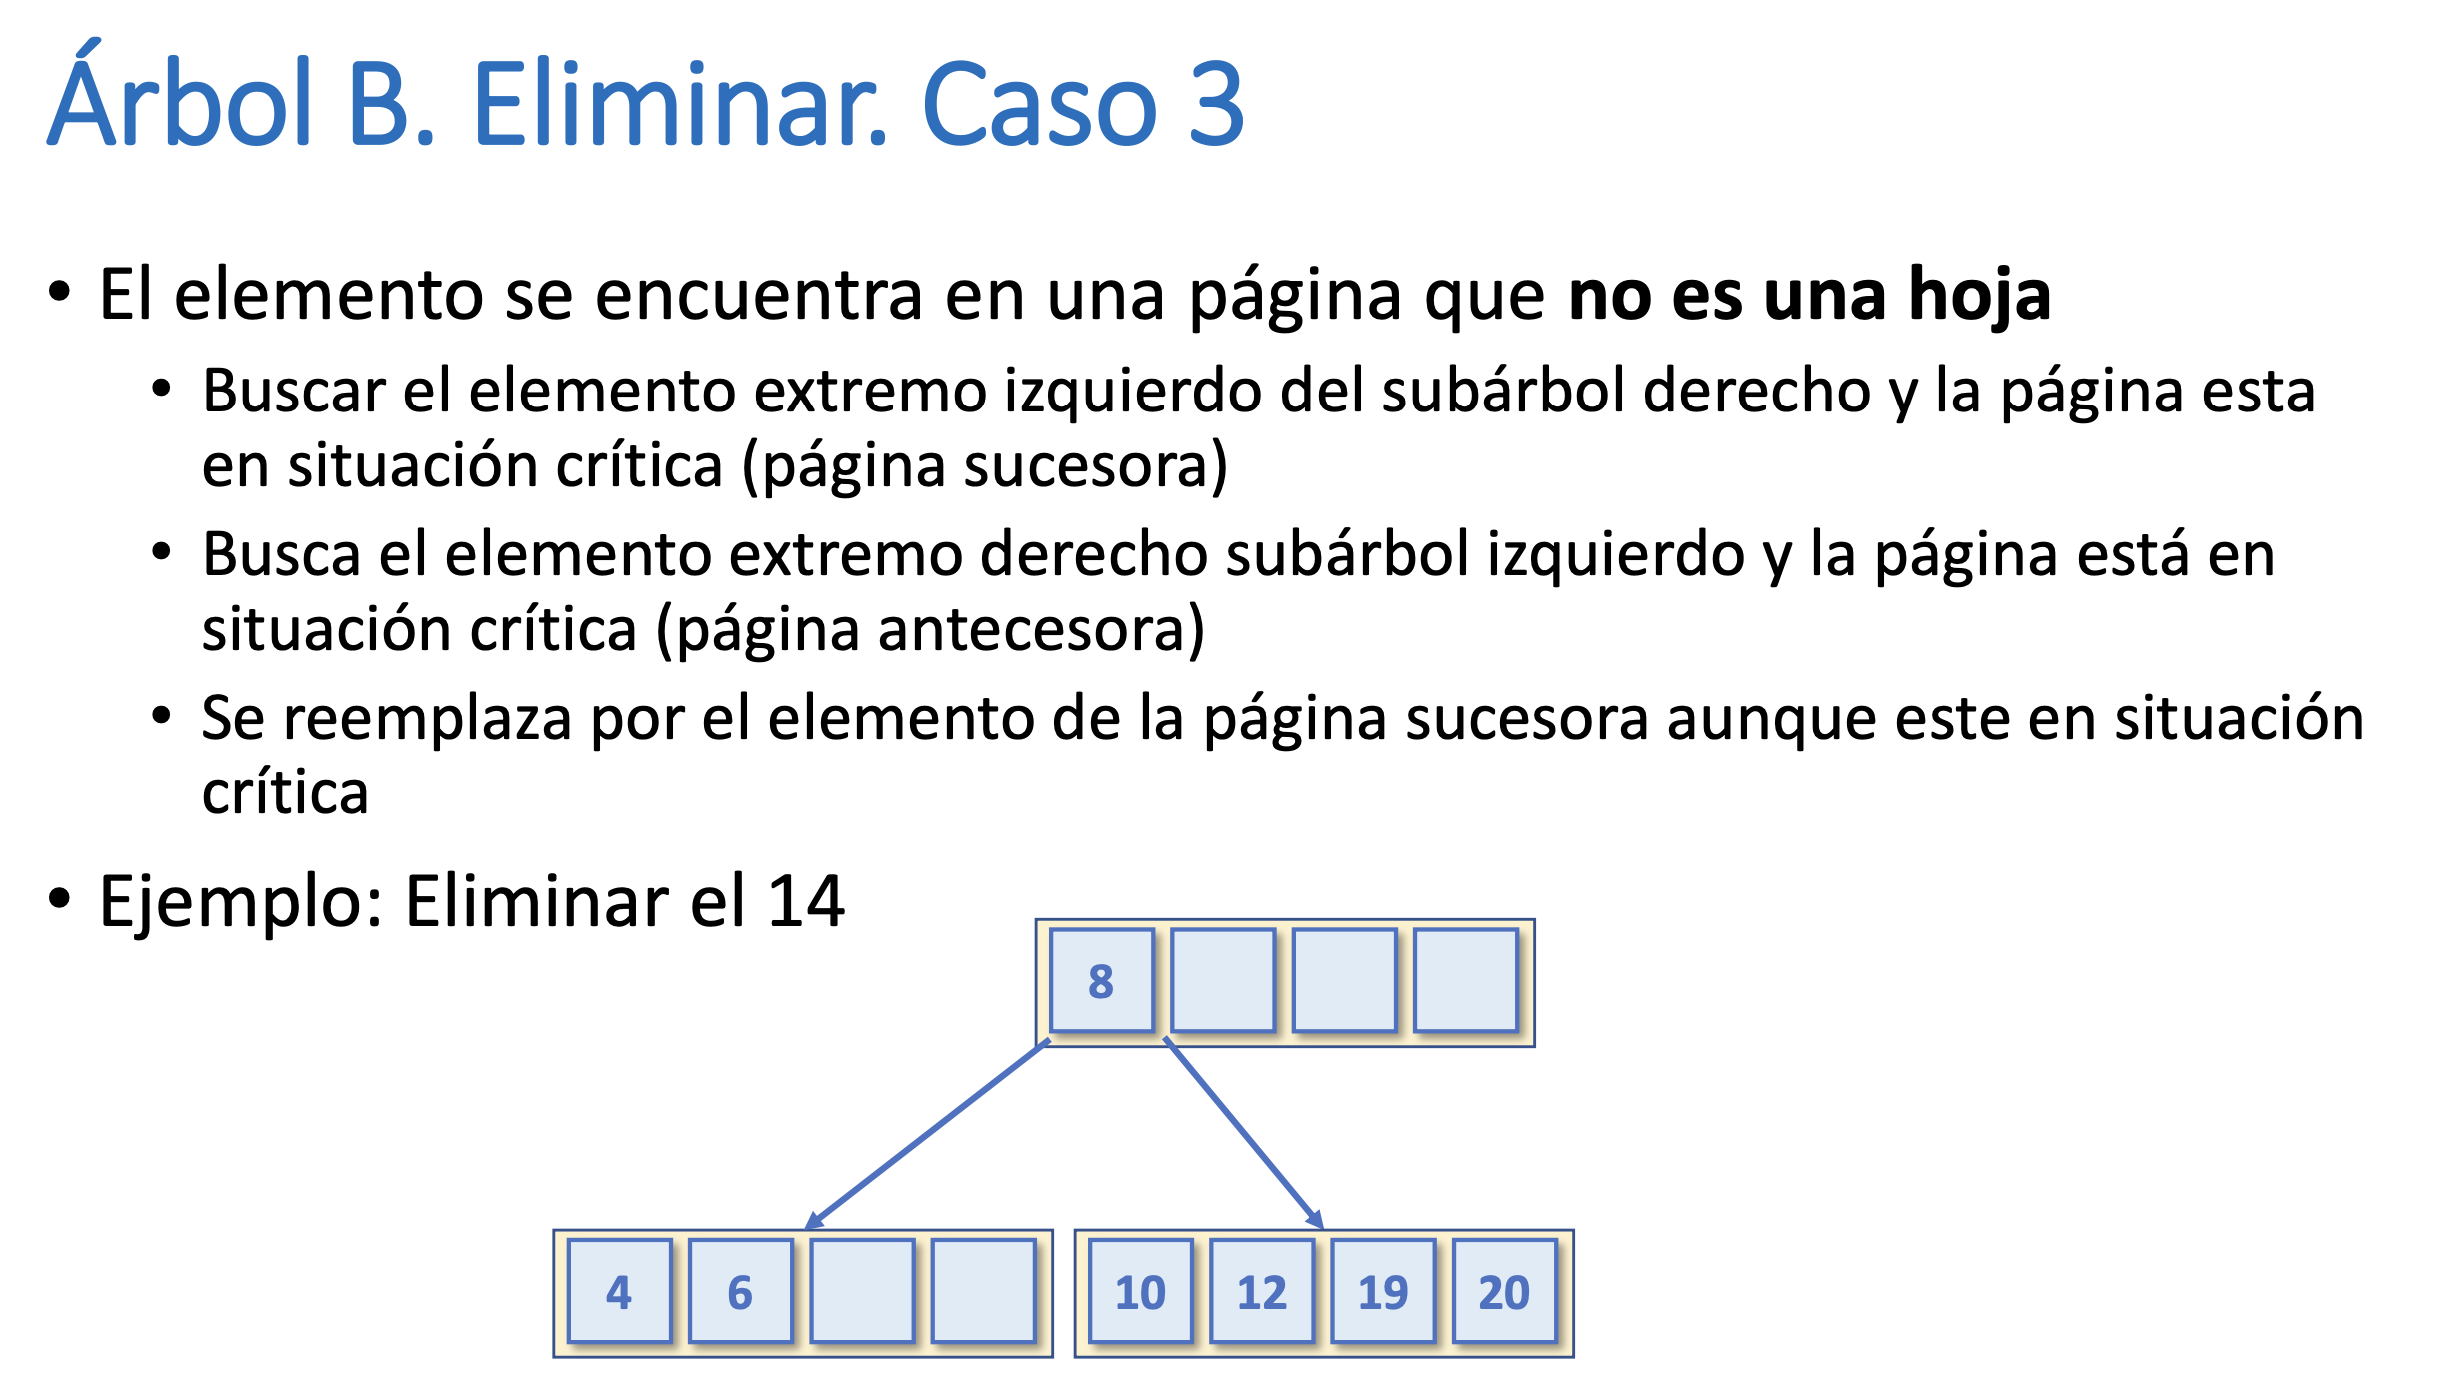 Árbol B. Eliminar. Caso 3
• El elemento se encuentra en una página que no es una hoja
• Buscar el elemento extremo izquierdo del subárbol derecho y la página esta
en situación crítica (página sucesora)
• Busca el elemento extremo derecho subárbol izquierdo y la página está en
situación crítica (página antecesora)
• Se reemplaza por el elemento de la página sucesora aunque este en situación
crítica
• Ejemplo: Eliminar el 14
8
4 6
10 12 19 20